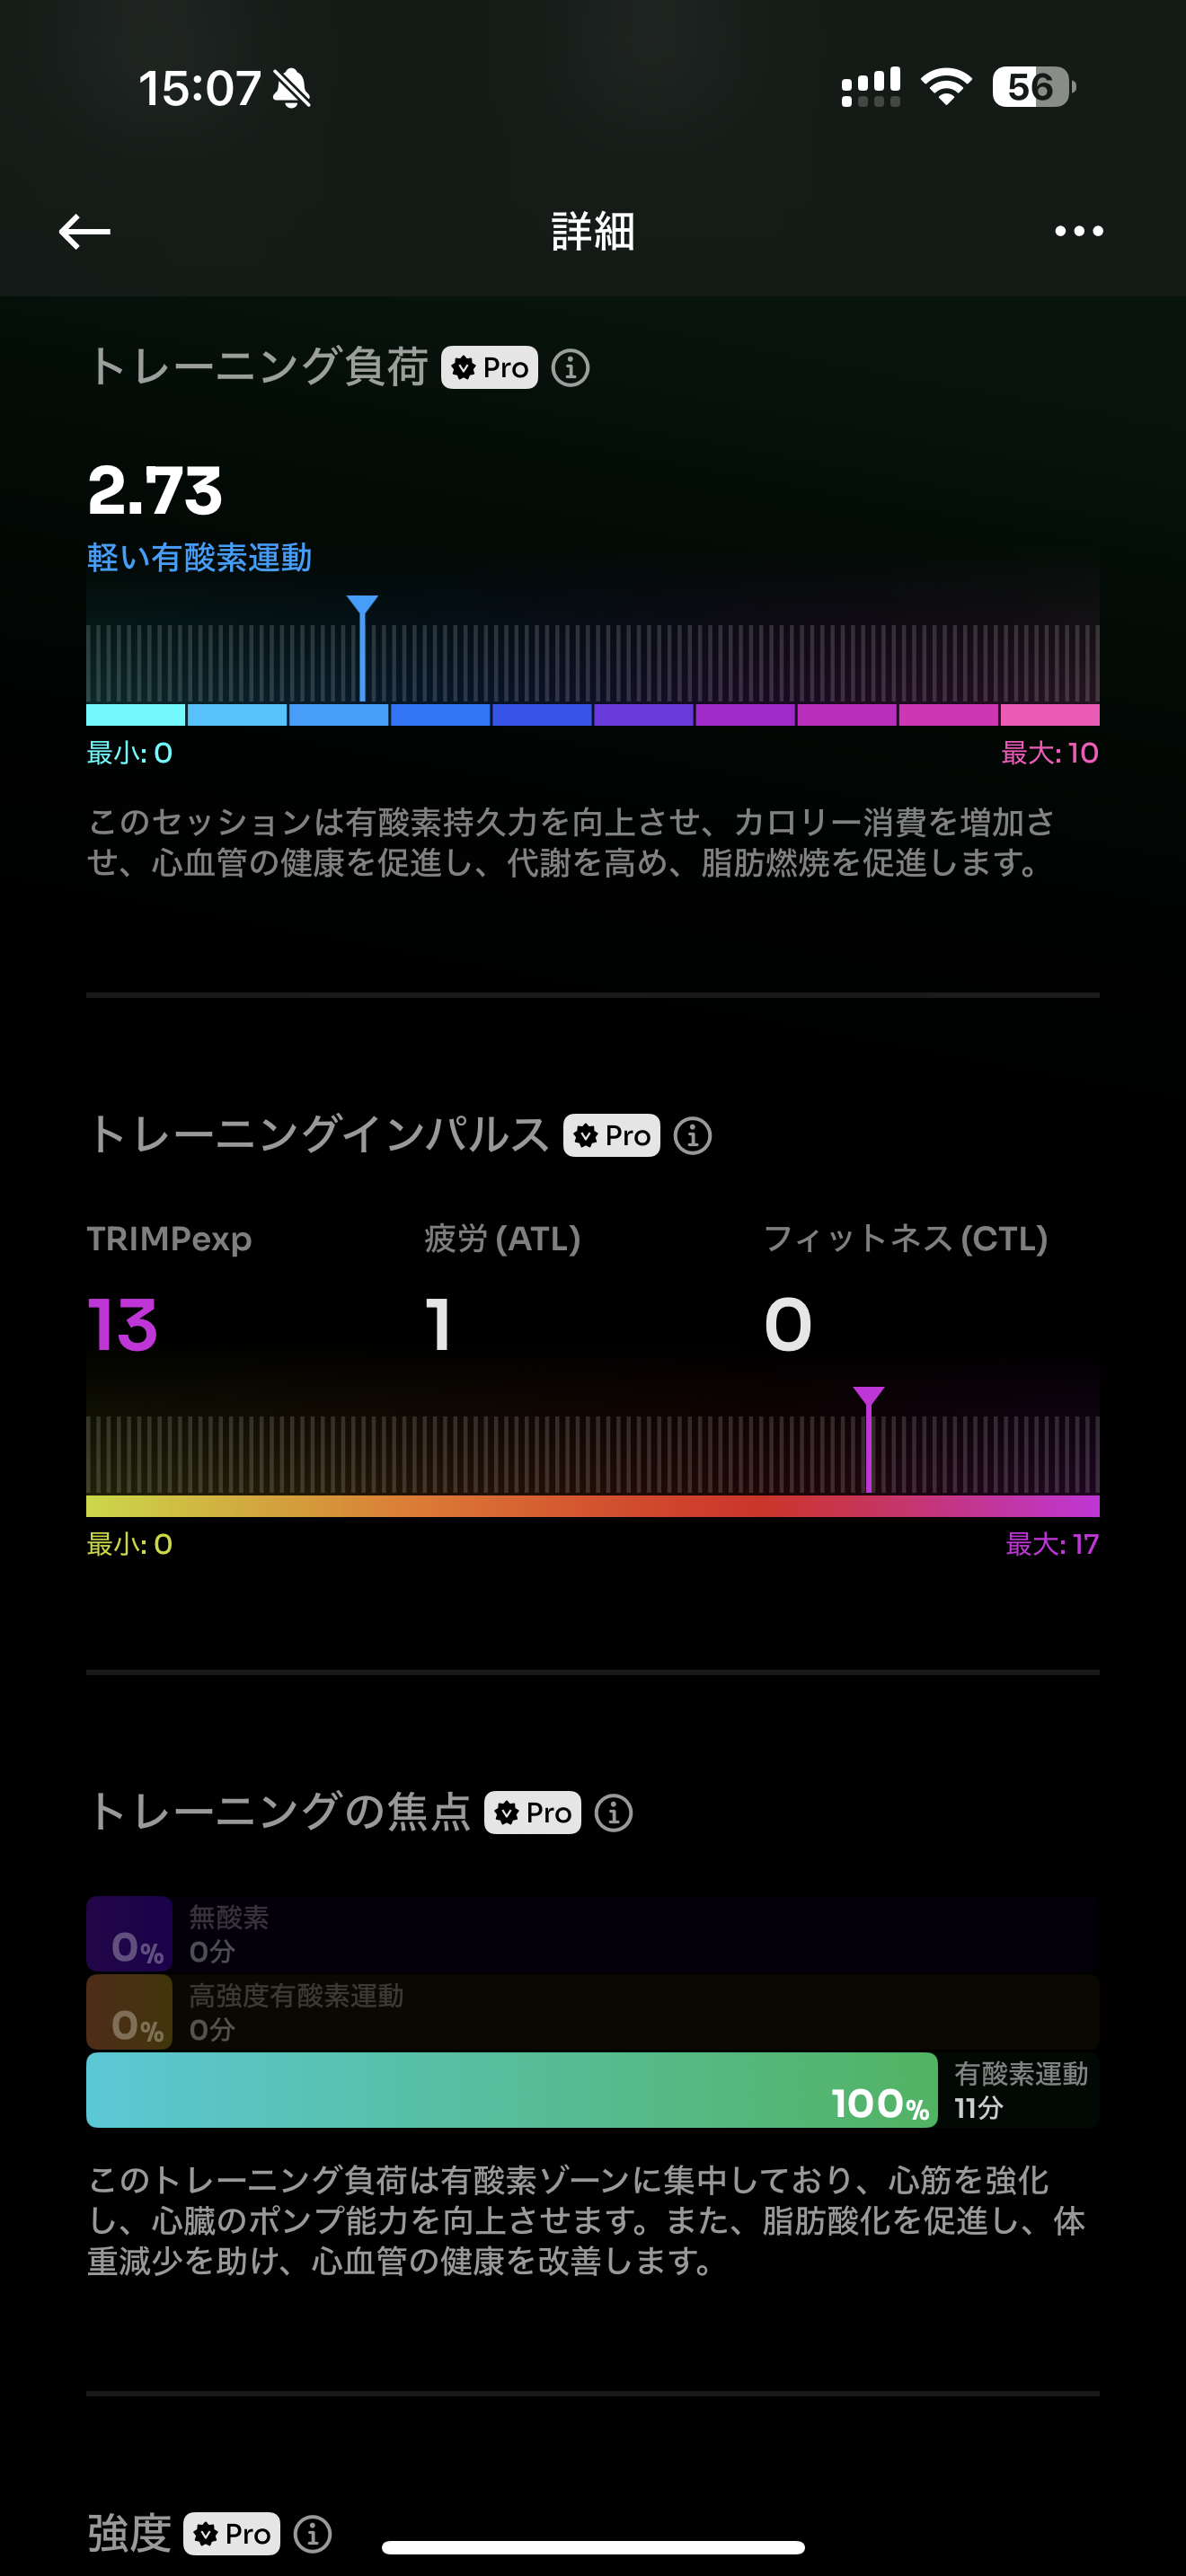 15:07
56
詳細
トレーニング負荷 Pro
2.73
軽い有酸素運動
最小: 0
最大: 10
このセッションは有酸素持久力を向上させ、カロリー消費を増加さ
せ、心血管の健康を促進し、代謝を高め、脂肪燃焼を促進します。
トレーニングインパルス Pro
TRIMPexp
疲労 (ATL)
フィットネス (CTL)
13
1
0
最小: 0
最大: 17
トレーニングの焦点 Pro
無酸素
0%
0分
高強度有酸素運動
0%
0分
有酸素運動
100%
11分
このトレーニング負荷は有酸素ゾーンに集中しており、心筋を強化
し、心臓のポンプ能力を向上させます。また、脂肪酸化を促進し、体
重減少を助け、心血管の健康を改善します。
強度 Pro